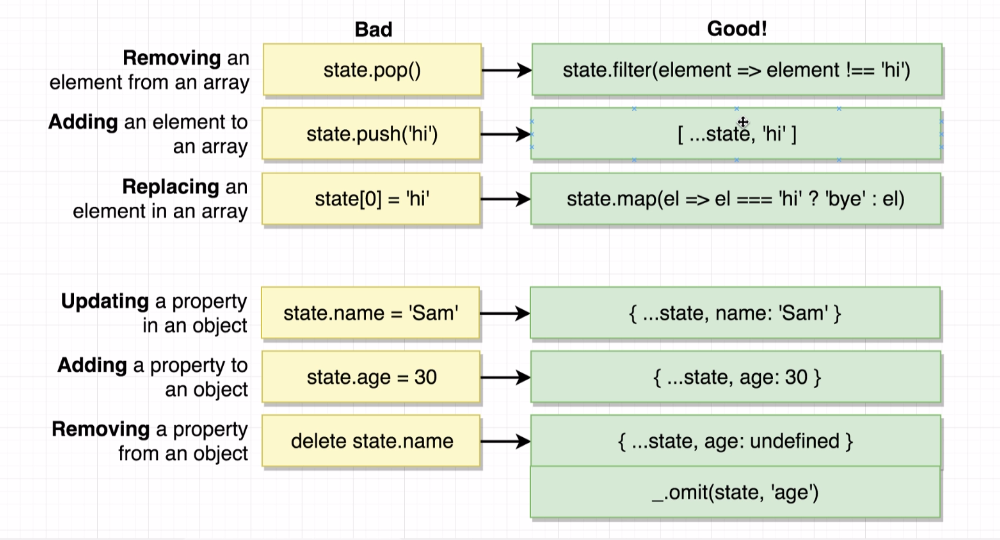 Bad
Good!
Removing an
element from an array
state.pop()
state.filter(element => element !== 'hi')
Adding an element to
an array
state.push('hi')
[ ...state, 'hi' ]
Replacing an
element in an array
state[0] = 'hi'
state.map(el => el === 'hi' ? 'bye' : el)
Updating a property
in an object
state.name = 'Sam'
{ ...state, name: 'Sam' }
Adding a property to
an object
state.age = 30
{ ...state, age: 30 }
Removing a property
from an object
delete state.name
{ ...state, age: undefined }
_.omit(state, 'age')